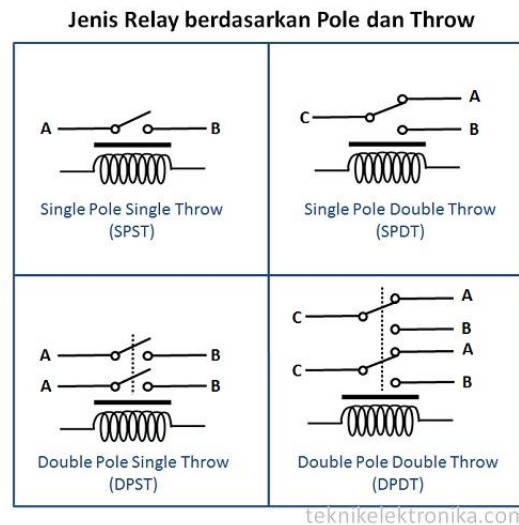 Jenis Relay berdasarkan Pole dan Throw
A B
Single Pole Single Throw
(SPST)
C A
B
Single Pole Double Throw
(SPDT)
A B
A B
Double Pole Single Throw
(DPST)
C A
B
C A
B
Double Pole Double Throw
(DPDT)
teknikelektronika.com